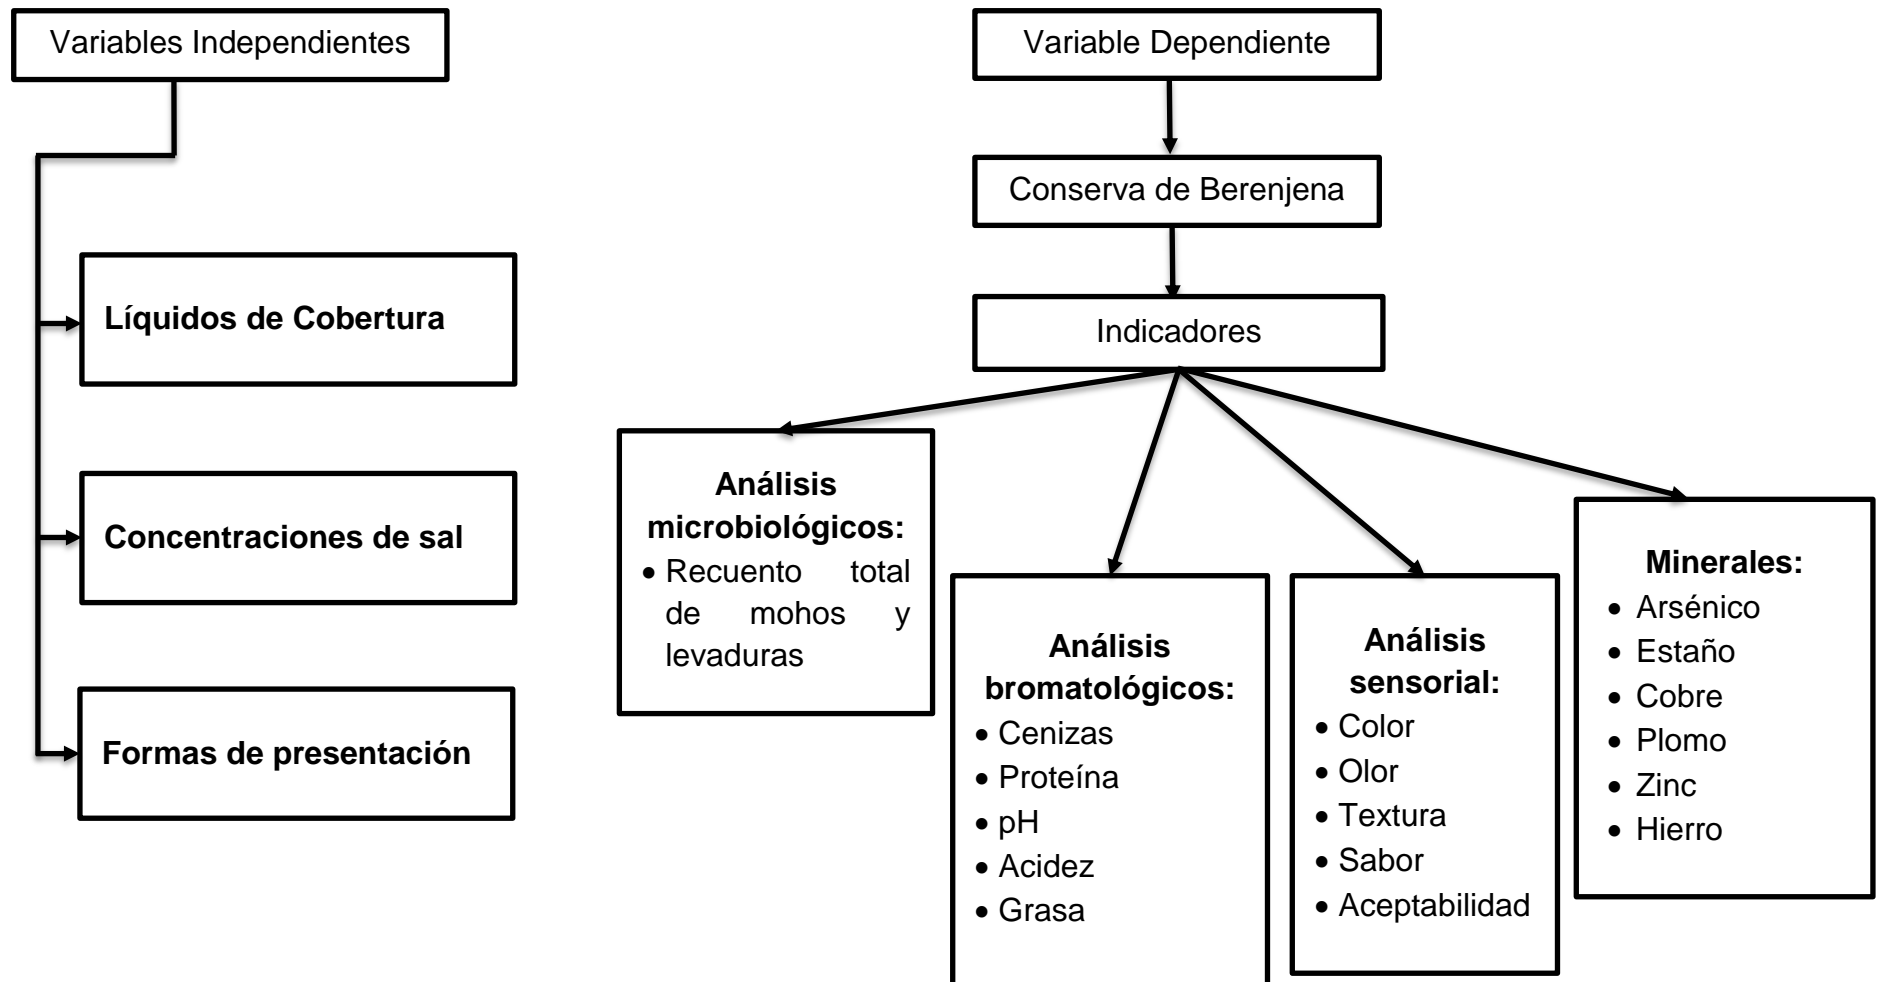 Variables Independientes
Líquidos de Cobertura
Concentraciones de sal
Formas de presentación
Variable Dependiente
Conserva de Berenjena
Indicadores
Análisis
microbiológicos:
• Recuento total
de mohos y
levaduras
Análisis
bromatológicos:
• Cenizas
• Proteína
• pH
• Acidez
• Grasa
Análisis
sensorial:
• Color
• Olor
• Textura
• Sabor
• Aceptabilidad
Minerales:
• Arsénico
• Estaño
• Cobre
• Plomo
• Zinc
• Hierro